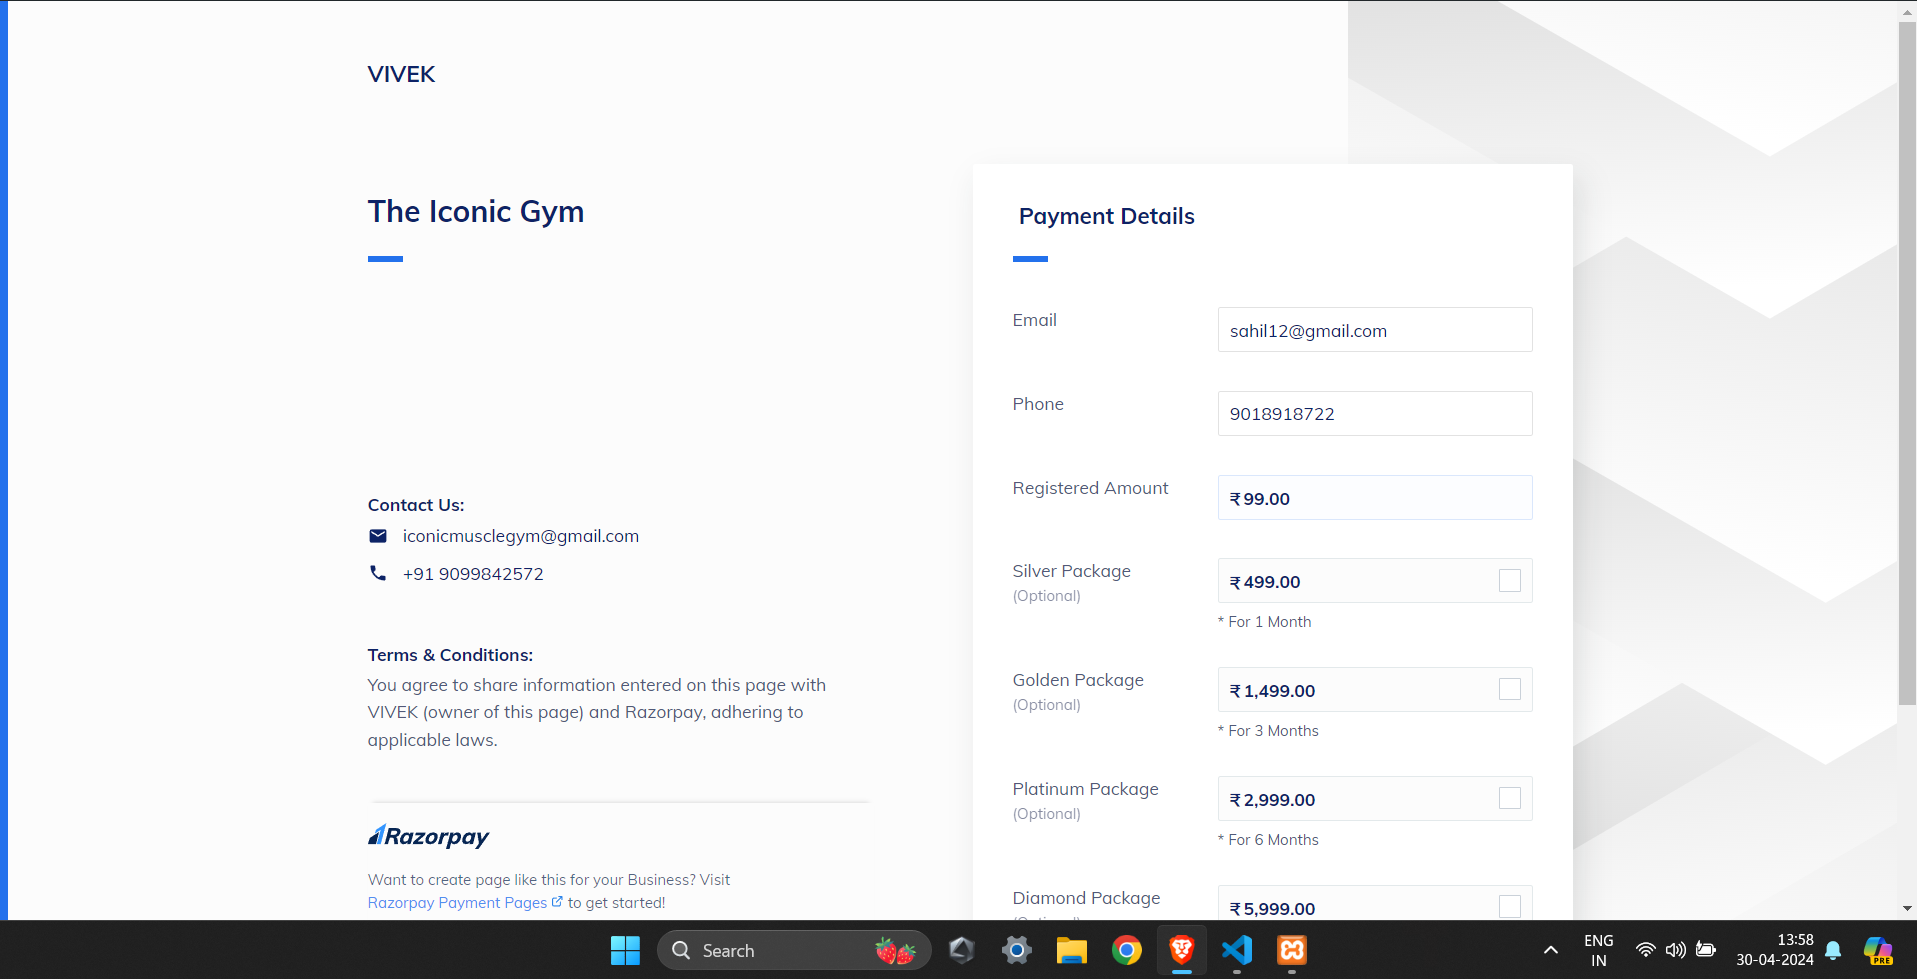 VIVEK
The Iconic Gym
Contact Us:
iconicmusclegym@gmail.com
+91 9099842572
Terms & Conditions:
You agree to share information entered on this page with
VIVEK (owner of this page) and Razorpay, adhering to
applicable laws.
Razorpay
Want to create page like this for your Business? Visit
Razorpay Payment Pages to get started!
Payment Details
Email
sahil12@gmail.com
Phone
9018918722
Registered Amount
₹ 99.00
Silver Package
(Optional)
₹ 499.00
* For 1 Month
Golden Package
(Optional)
₹ 1,499.00
* For 3 Months
Platinum Package
(Optional)
₹ 2,999.00
* For 6 Months
Diamond Package
₹ 5,999.00
Search
ENG
IN
13:58
30-04-2024
PRE